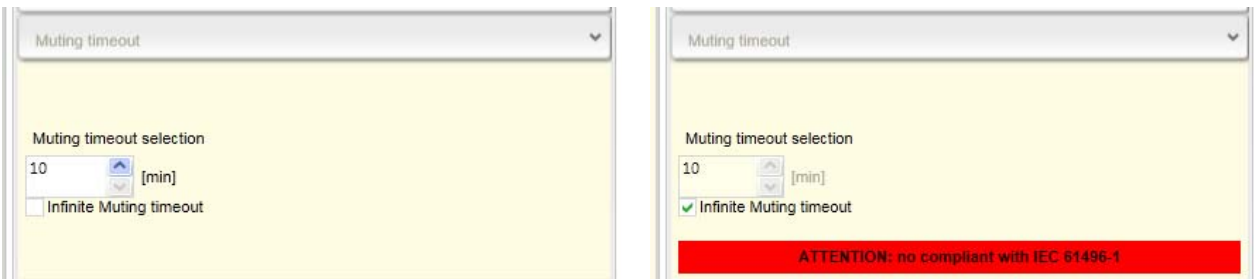 Muting timeout
Muting timeout selection
10
[min]
Infinite Muting timeout
Muting timeout
Muting timeout selection
10
[min]
Infinite Muting timeout
ATTENTION: no compliant with IEC 61496-1